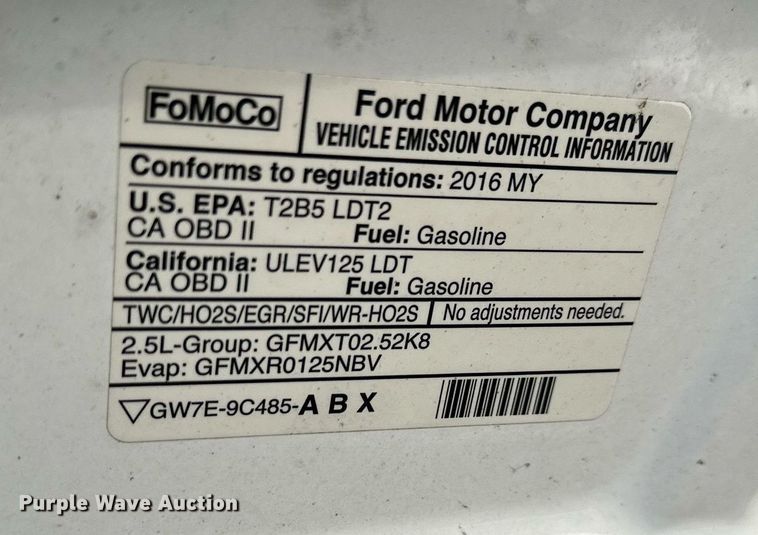 FoMoCo
Ford Motor Company
VEHICLE EMISSION CONTROL INFORMATION
Conforms to regulations: 2016 MY
U.S. EPA: T2B5 LDT2
CA OBD II Fuel: Gasoline
California: ULEV125 LDT
CA OBD II Fuel: Gasoline
TWC/HO2S/EGR/SFI/WR-HO2S No adjustments needed.
2.5L-Group: GFMXT02.52K8
Evap: GFMXR0125NBV
GW7E-9C485-A B X
Purple Wave Auction